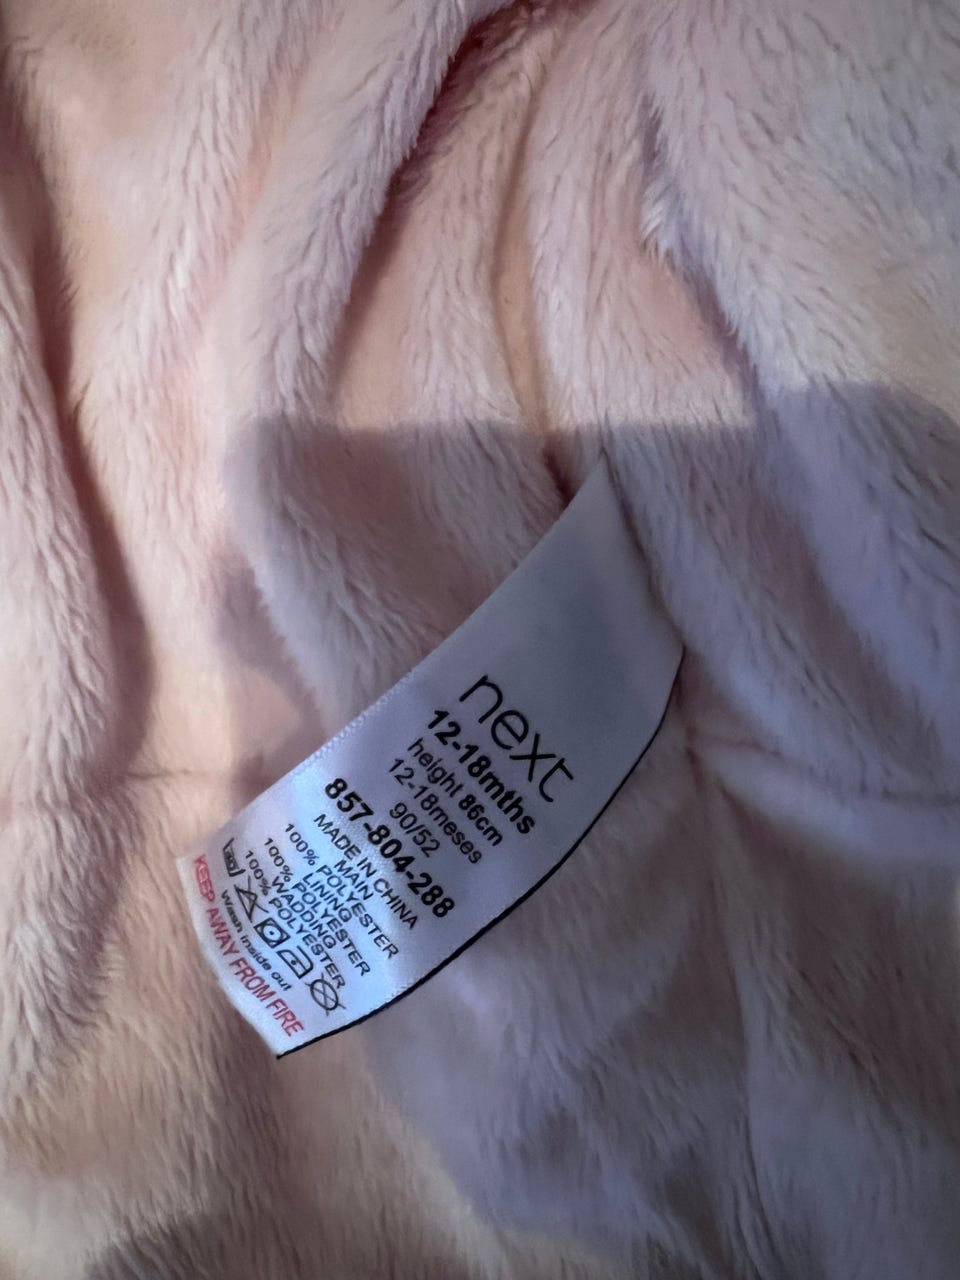 next
12-18mths
height 86cm
12-18meses
90/52
857-804-288
MADE IN CHINA
MAIN
100% POLYESTER
LINING
100% POLYESTER
WADDING
100% POLYESTER
Wash inside out
KEEP AWAY FROM FIRE